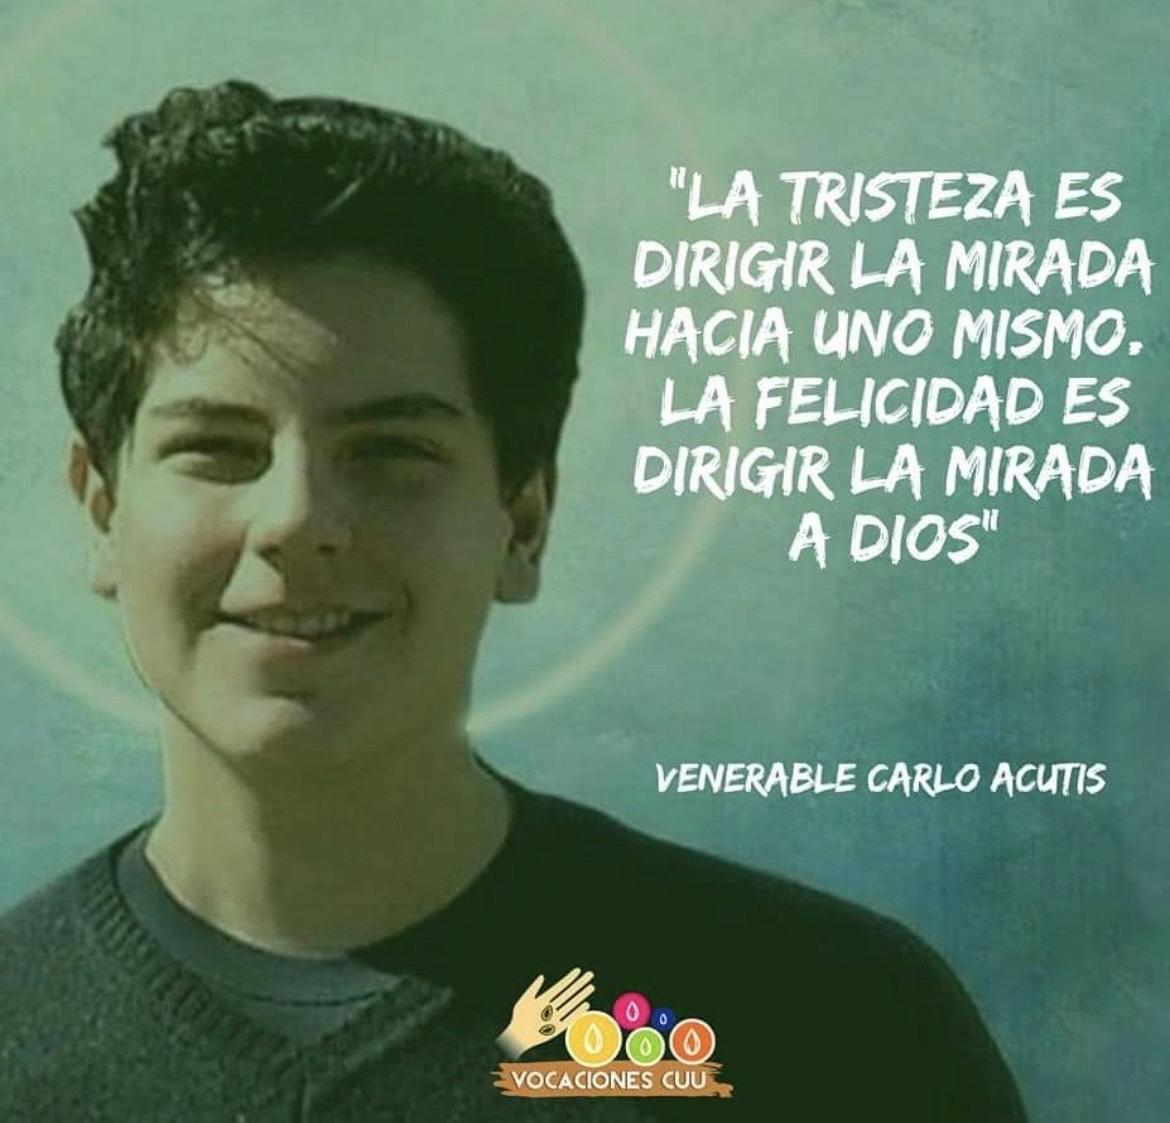 "LA TRISTEZA ES
DIRIGIR LA MIRADA
HACIA UNO MISMO.
LA FELICIDAD ES
DIRIGIR LA MIRADA
A DIOS"
VENERABLE CARLO ACUTIS
VOCACIONES CUU